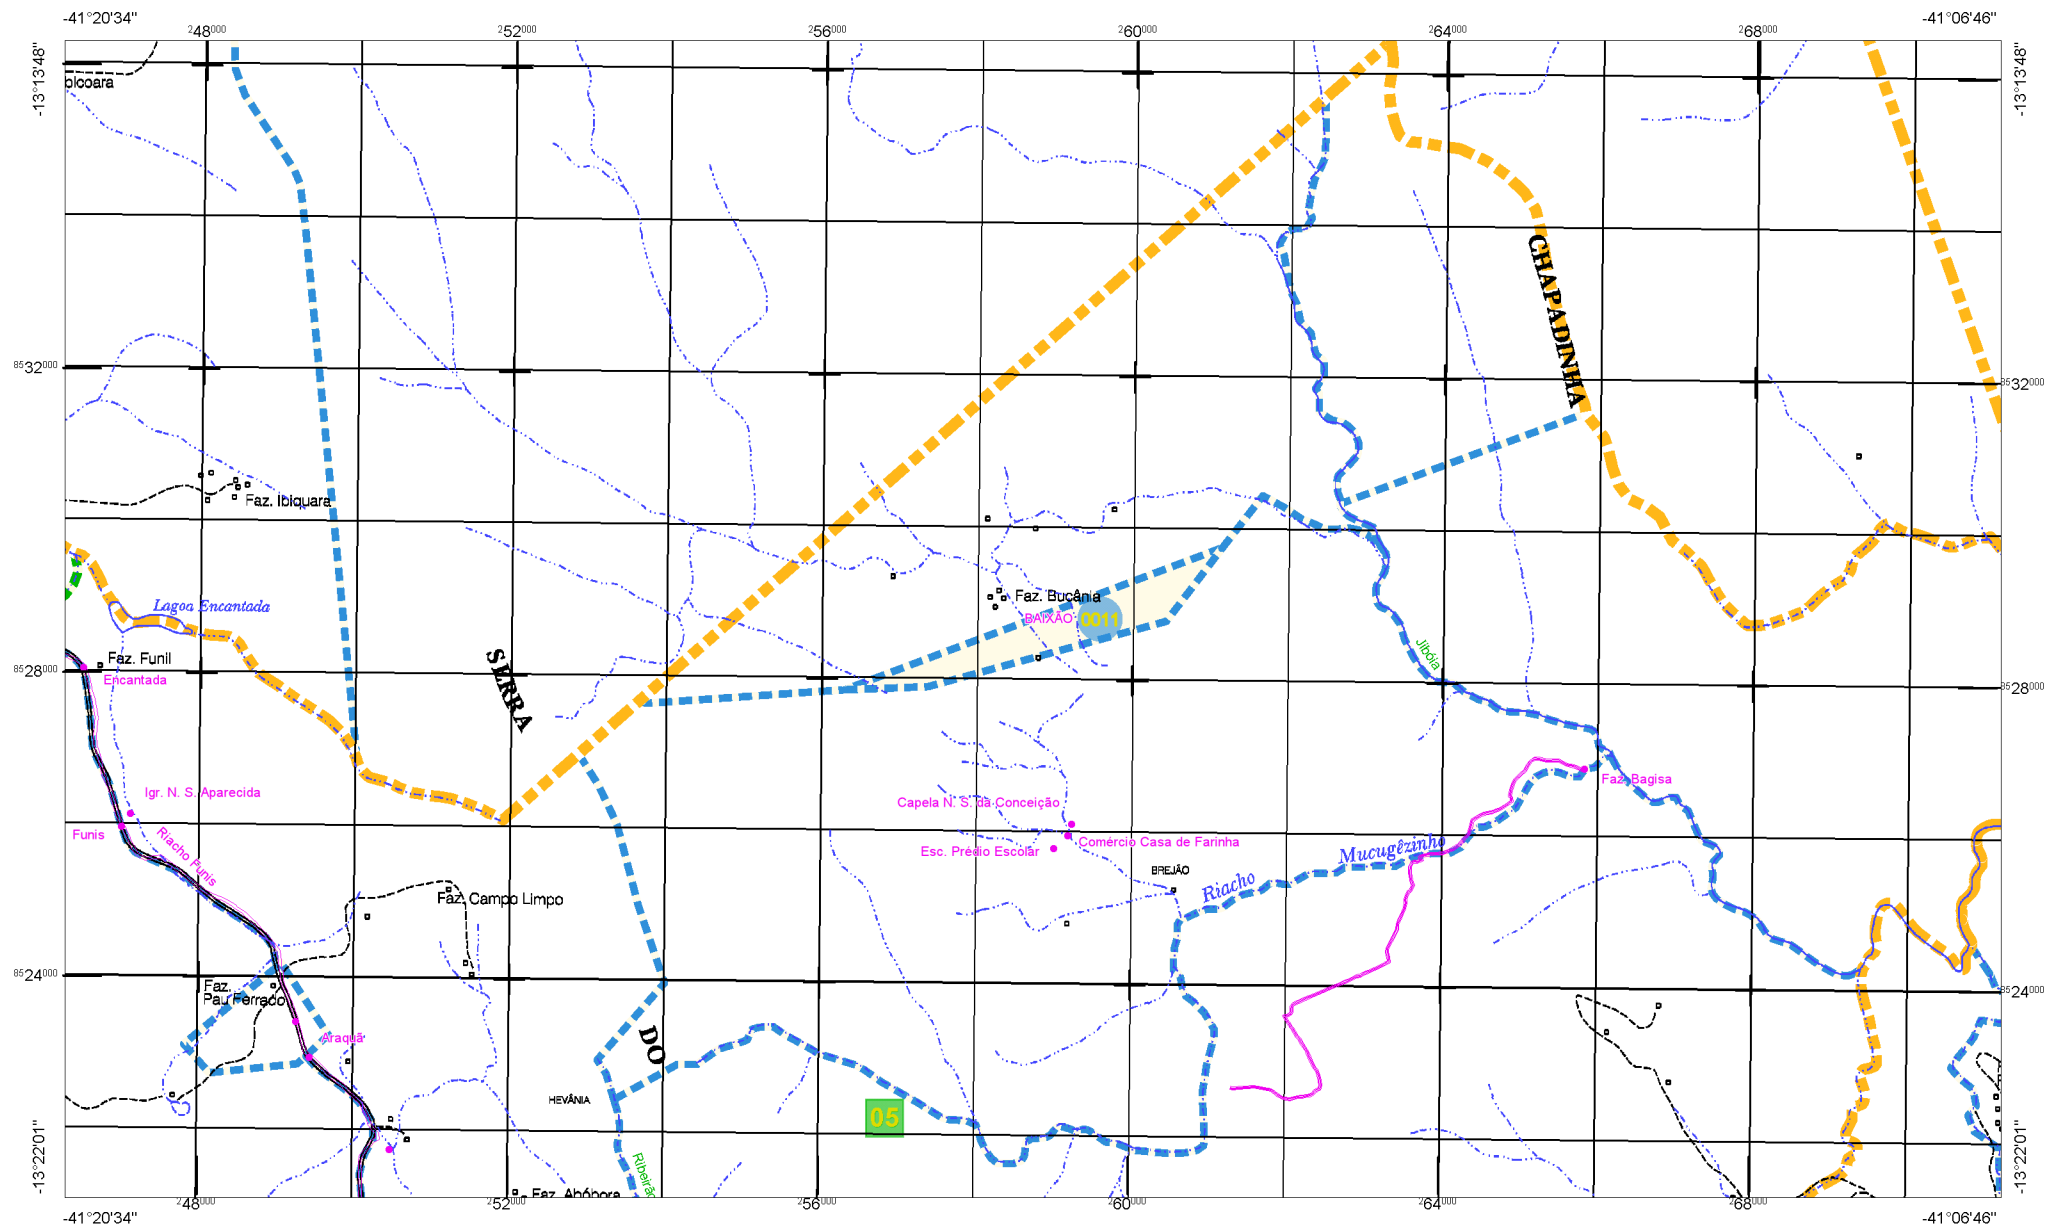 -41°20'34"
-41°06'46"
248000
252000
256000
260000
264000
268000
-13°13'48"
-13°13'48"
CHAPADINHA
8532000
8532000
Faz. Ibiquara
Lagoa Encantada
Faz. Bucânia
BAIXÃO
0011
Jibóia
Faz. Funil
Encantada
8528000
8528000
SERRA
Igr. N. S. Aparecida
Funis
Riacho Funis
Faz. Bagisa
Capela N. S. da Conceição
Comércio Casa de Farinha
Esc. Prédio Escolar
Riacho Mucugêzinho
BREJÃO
Faz. Campo Limpo
8524000
8524000
Faz.
Pau Ferrado
Araquã
DO
HEVÂNIA
05
Ribeirão
Faz. Abóbora
-13°22'01"
-13°22'01"
248000
252000
256000
260000
264000
268000
-41°20'34"
-41°06'46"